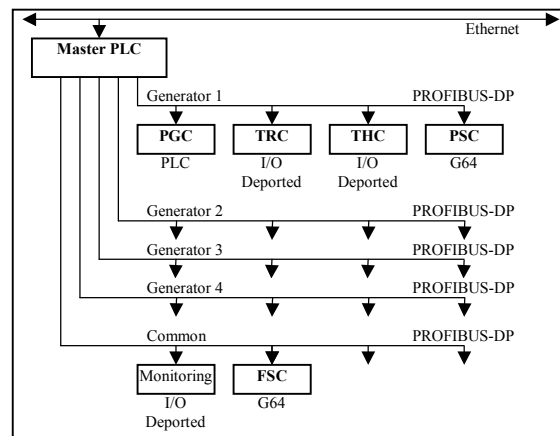 Ethernet
Master PLC
Generator 1 PROFIBUS-DP
PGC TRC THC PSC
PLC I/O I/O G64
Deported Deported
Generator 2 PROFIBUS-DP
Generator 3 PROFIBUS-DP
Generator 4 PROFIBUS-DP
Common PROFIBUS-DP
Monitoring FSC
I/O G64
Deported